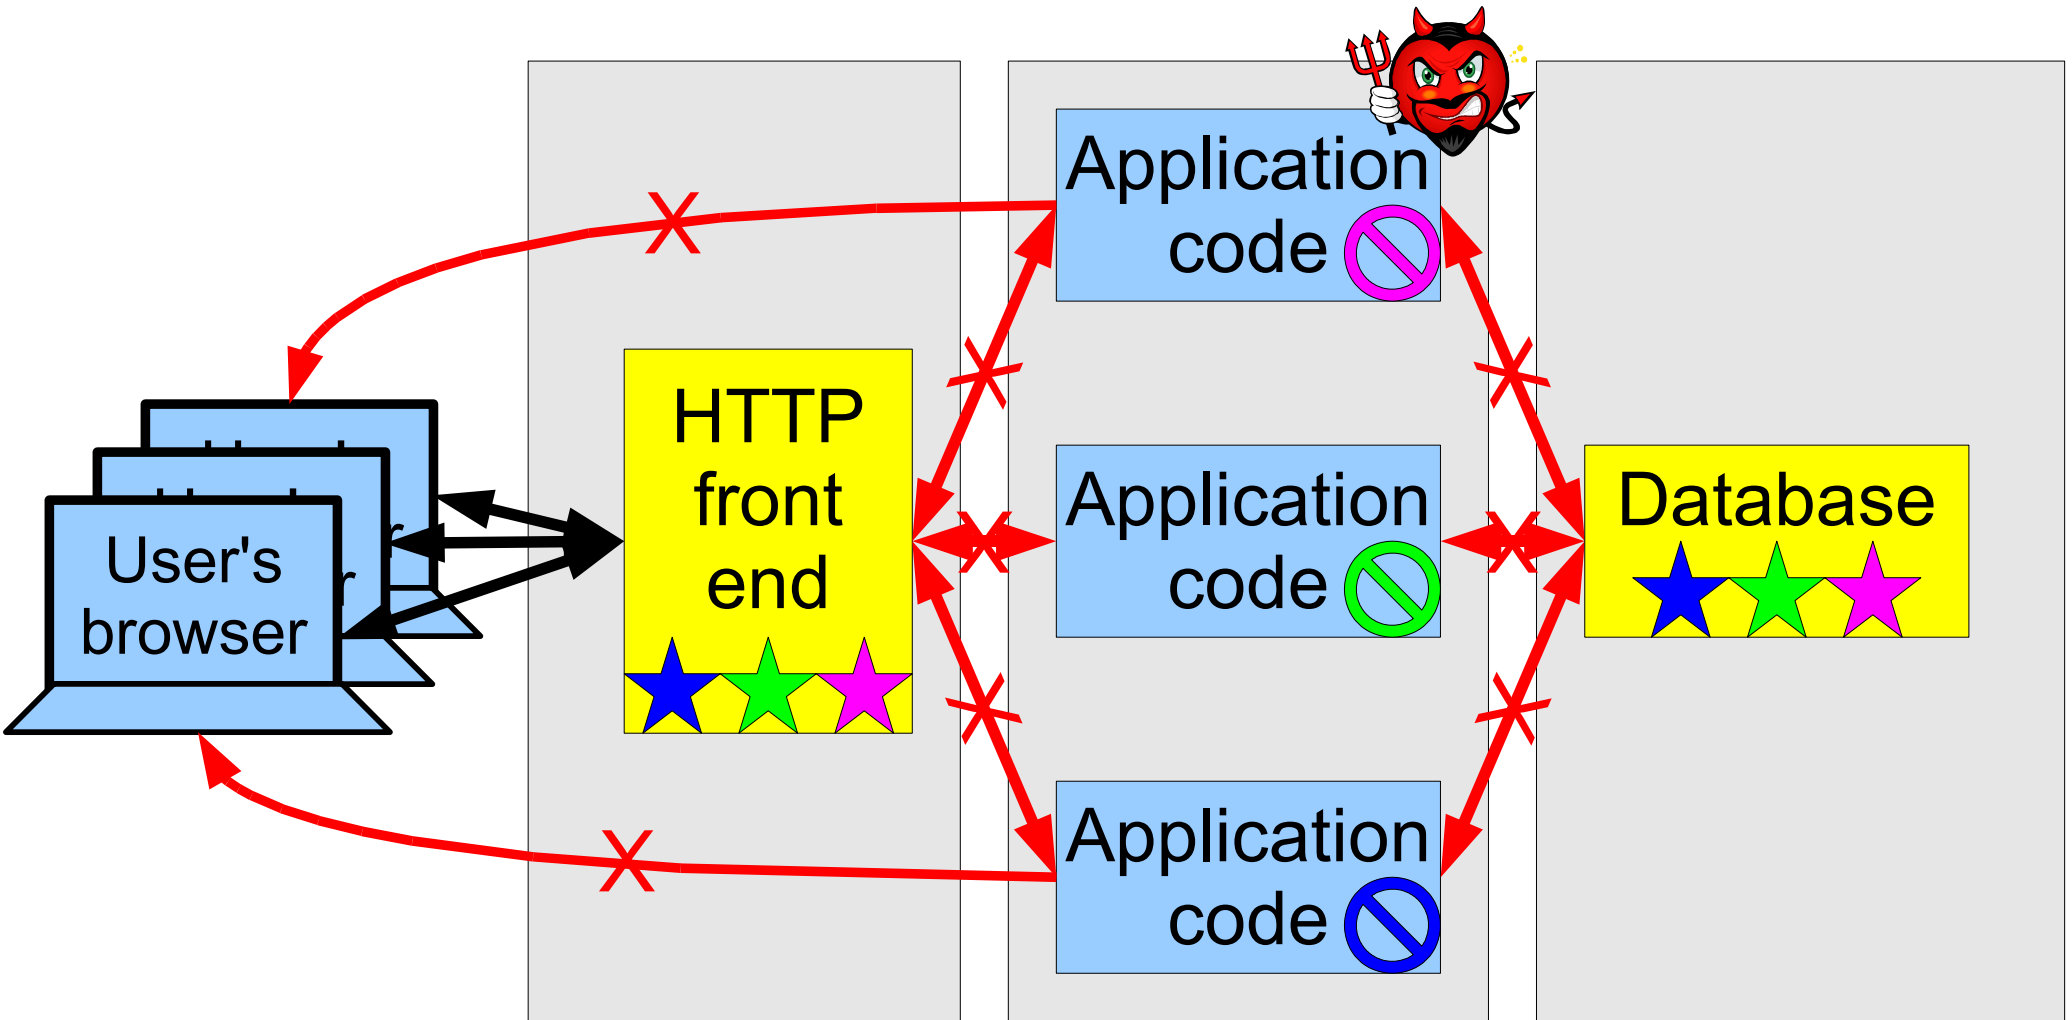 Application
code
HTTP
front
end
Application
code
Database
User's
browser
r
r
Application
code